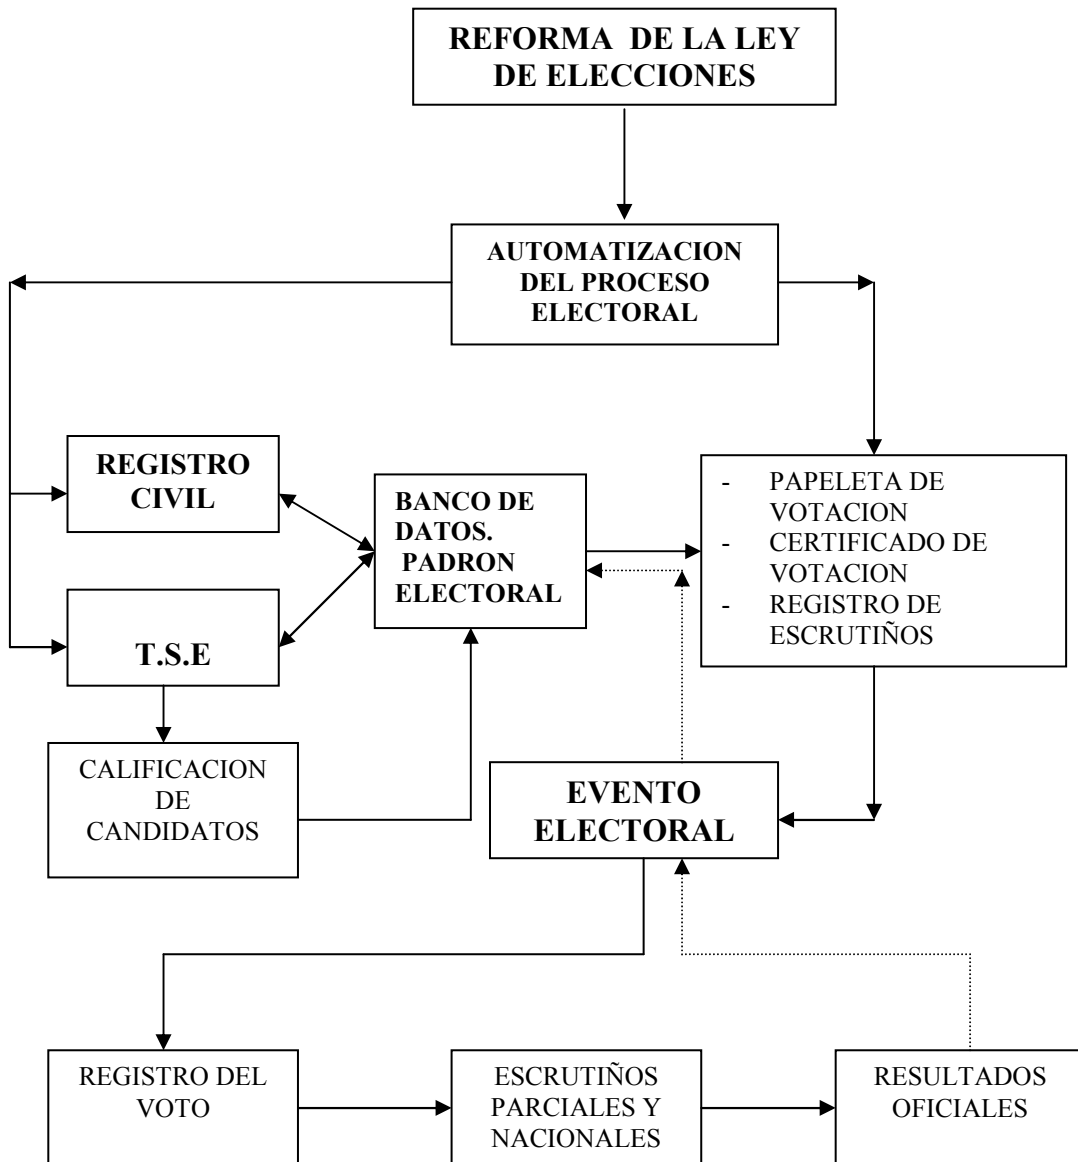 REFORMA DE LA LEY
DE ELECCIONES
AUTOMATIZACION
DEL PROCESO
ELECTORAL
REGISTRO
CIVIL
BANCO DE
DATOS.
PADRON
ELECTORAL
- PAPELETA DE
VOTACION
- CERTIFICADO DE
VOTACION
- REGISTRO DE
ESCRUTIÑOS
T.S.E
CALIFICACION
DE
CANDIDATOS
EVENTO
ELECTORAL
REGISTRO DEL
VOTO
ESCRUTIÑOS
PARCIALES Y
NACIONALES
RESULTADOS
OFICIALES